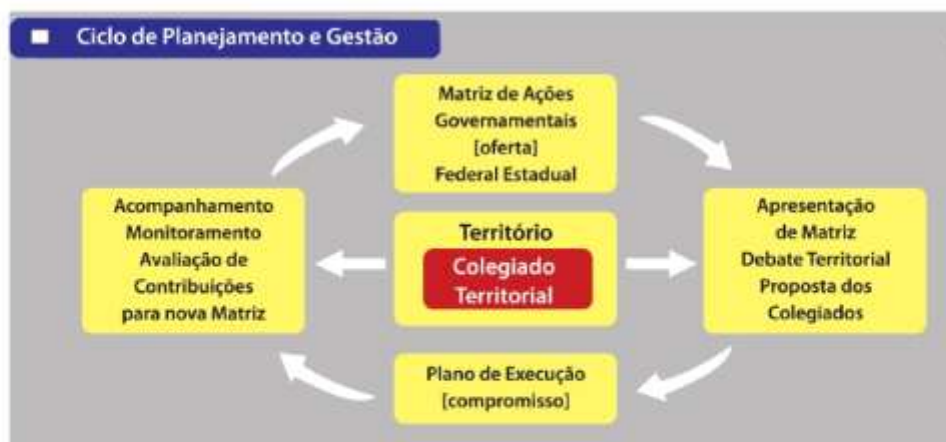 Ciclo de Planejamento e Gestão
Matriz de Ações
Governamentais
[oferta]
Federal Estadual
Acompanhamento
Monitoramento
Avaliação de
Contribuições
para nova Matriz
Território
Colegiado
Territorial
Apresentação
de Matriz
Debate Territorial
Proposta dos
Colegiados
Plano de Execução
[compromisso]